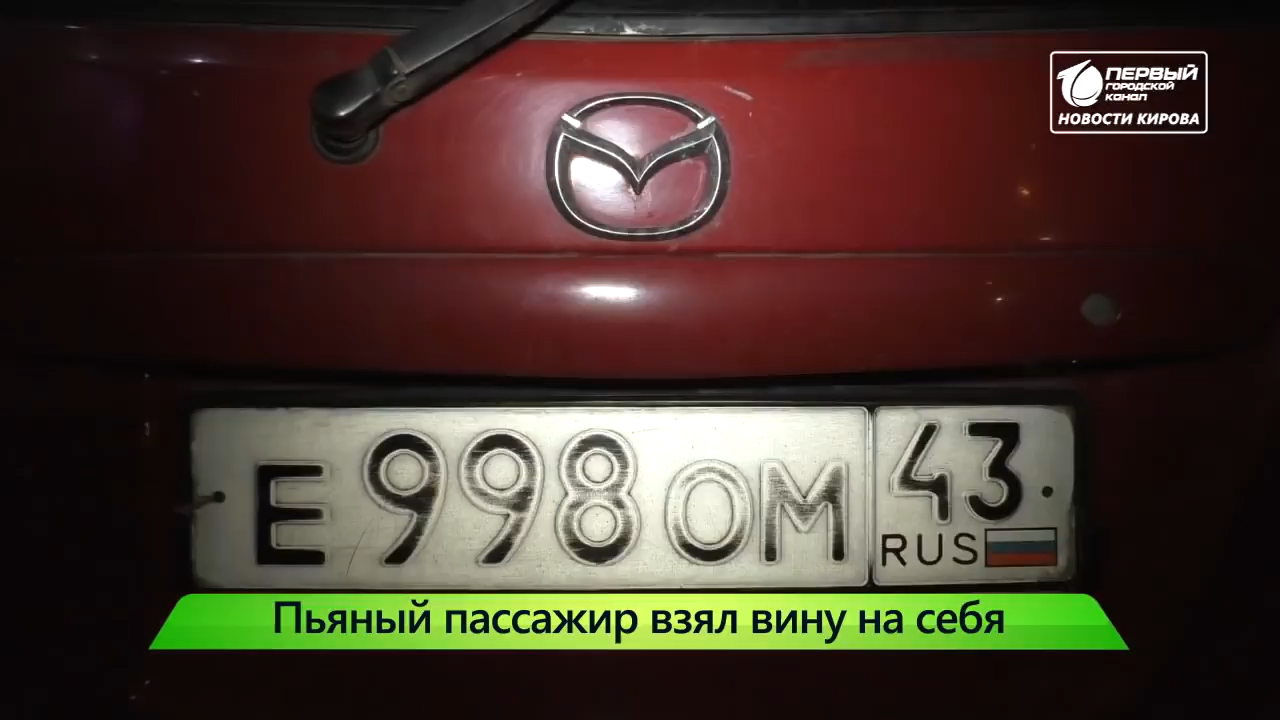 ПЕРВЫЙ
ГОРОДСКОЙ
КАНАЛ
НОВОСТИ КИРОВА
Е 998 ОМ 43
RUS
Пьяный пассажир взял вину на себя